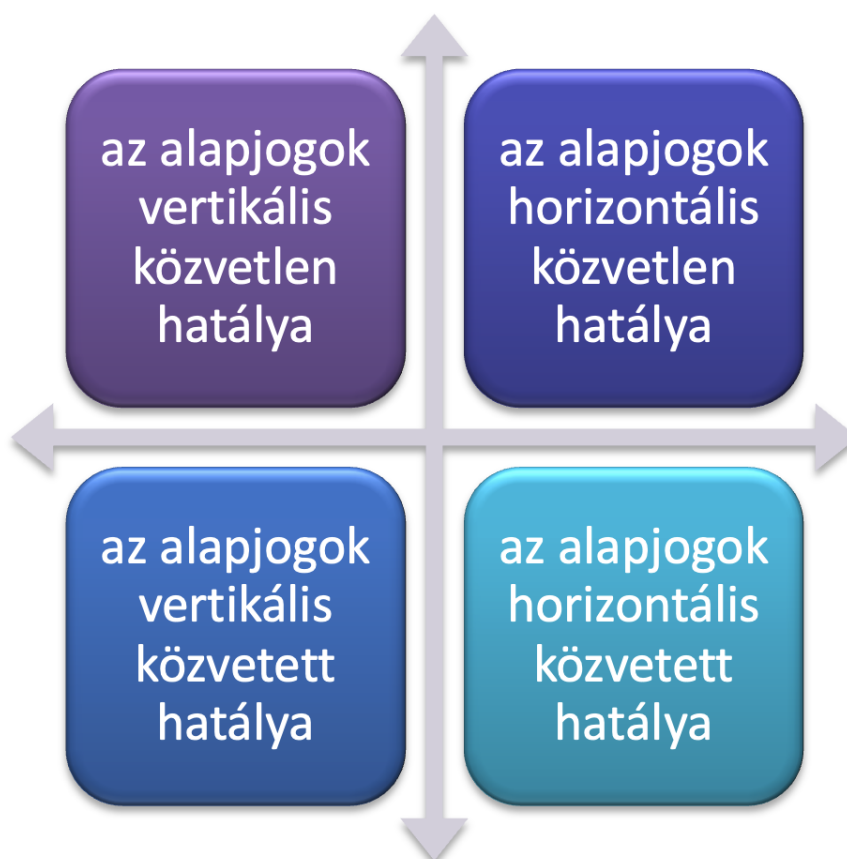 az alapjogok
vertikális
közvetlen
hatálya
az alapjogok
horizontális
közvetlen
hatálya
az alapjogok
vertikális
közvetett
hatálya
az alapjogok
horizontális
közvetett
hatálya